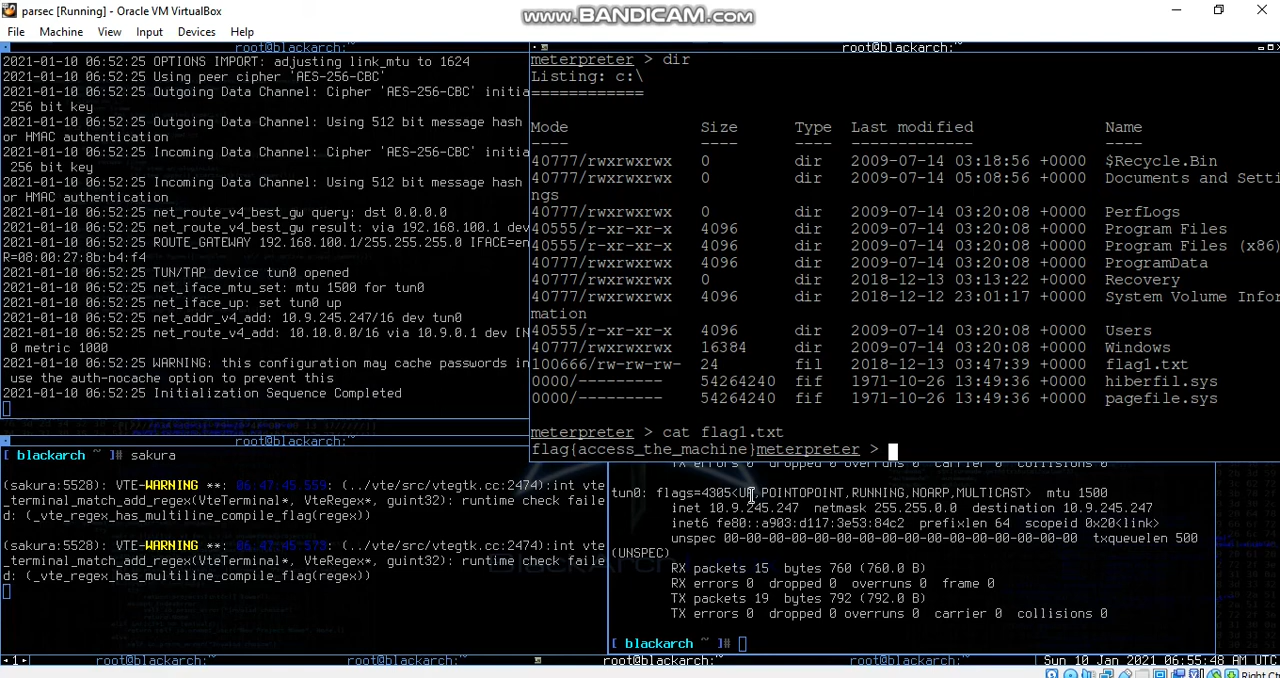 parsec [Running] - Oracle VM VirtualBox
www.BANDICAM.com
File Machine View Input Devices Help
root@blackarch:~
2021-01-10 06:52:25 OPTIONS IMPORT: adjusting link_mtu to 1624
2021-01-10 06:52:25 Using peer cipher 'AES-256-CBC'
2021-01-10 06:52:25 Outgoing Data Channel: Cipher 'AES-256-CBC' initia
256 bit key
2021-01-10 06:52:25 Outgoing Data Channel: Using 512 bit message hash
or HMAC authentication
2021-01-10 06:52:25 Incoming Data Channel: Cipher 'AES-256-CBC' initia
256 bit key
2021-01-10 06:52:25 Incoming Data Channel: Using 512 bit message hash
or HMAC authentication
2021-01-10 06:52:25 net_route_v4_best_gw query: dst 0.0.0.0
2021-01-10 06:52:25 net_route_v4_best_gw result: via 192.168.100.1 dev
2021-01-10 06:52:25 ROUTE_GATEWAY 192.168.100.1/255.255.255.0 IFACE=en
R=08:00:27:8b:b4:f4
2021-01-10 06:52:25 TUN/TAP device tun0 opened
2021-01-10 06:52:25 net_iface_mtu_set: mtu 1500 for tun0
2021-01-10 06:52:25 net_iface_up: set tun0 up
2021-01-10 06:52:25 net_addr_v4_add: 10.9.245.247/16 dev tun0
2021-01-10 06:52:25 net_route_v4_add: 10.10.0.0/16 via 10.9.0.1 dev [N
0 metric 1000
2021-01-10 06:52:25 WARNING: this configuration may cache passwords in
use the auth-nocache option to prevent this
2021-01-10 06:52:25 Initialization Sequence Completed
root@blackarch:~
meterpreter > dir
Listing: c:\
============
Mode Size Type Last modified Name
---- ---- ---- ------------- ----
40777/rwxrwxrwx 0 dir 2009-07-14 03:18:56 +0000 $Recycle.Bin
40777/rwxrwxrwx 0 dir 2009-07-14 05:08:56 +0000 Documents and Setti
ngs
40777/rwxrwxrwx 0 dir 2009-07-14 03:20:08 +0000 PerfLogs
40555/r-xr-xr-x 4096 dir 2009-07-14 03:20:08 +0000 Program Files
40555/r-xr-xr-x 4096 dir 2009-07-14 03:20:08 +0000 Program Files (x86)
40777/rwxrwxrwx 4096 dir 2009-07-14 03:20:08 +0000 ProgramData
40777/rwxrwxrwx 0 dir 2018-12-12 03:13:22 +0000 Recovery
40777/rwxrwxrwx 4096 dir 2018-12-12 23:01:17 +0000 System Volume Infor
mation
40555/r-xr-xr-x 4096 dir 2009-07-14 03:20:08 +0000 Users
40777/rwxrwxrwx 16384 dir 2009-07-14 03:20:08 +0000 Windows
100666/rw-rw-rw- 24 fil 2018-12-13 03:47:39 +0000 flag1.txt
0000/--------- 54264240 fif 1971-10-26 13:49:36 +0000 hiberfil.sys
0000/--------- 54264240 fif 1971-10-26 13:49:36 +0000 pagefile.sys
meterpreter > cat flag1.txt
flag{access_the_machine}meterpreter >
root@blackarch:~
[ blackarch ~ ]# sakura
(sakura:5528): VTE-WARNING **: 06:47:45.559: (../vte/src/vtegtk.cc:2474):int vte
_terminal_match_add_regex(VteTerminal*, VteRegex*, guint32): runtime check faile
d: (_vte_regex_has_multiline_compile_flag(regex))
(sakura:5528): VTE-WARNING **: 06:47:45.573: (../vte/src/vtegtk.cc:2474):int vte
_terminal_match_add_regex(VteTerminal*, VteRegex*, guint32): runtime check faile
d: (_vte_regex_has_multiline_compile_flag(regex))
TX errors 0 dropped 0 overruns 0 carrier 0 collisions 0
tun0: flags=4305<UP,POINTOPOINT,RUNNING,NOARP,MULTICAST> mtu 1500
inet 10.9.245.247 netmask 255.255.0.0 destination 10.9.245.247
inet6 fe80::a903:d117:3e53:84c2 prefixlen 64 scopeid 0x20<link>
unspec 00-00-00-00-00-00-00-00-00-00-00-00-00-00-00-00 txqueuelen 500
(UNSPEC)
RX packets 15 bytes 760 (760.0 B)
RX errors 0 dropped 0 overruns 0 frame 0
TX packets 19 bytes 792 (792.0 B)
TX errors 0 dropped 0 overruns 0 carrier 0 collisions 0
[ blackarch ~ ]#
1 root@blackarch:~ root@blackarch:~ root@blackarch:~ root@blackarch:~ Sun 10 Jan 2021 06:55:48 AM
Right Ct